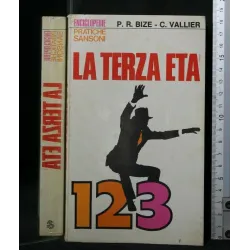 ENCICLOPEDIE
PRATICHE
SANSONI
P. R. BIZE - C. VALLIER
LA TERZA ETA
123
LA TERZA ETA